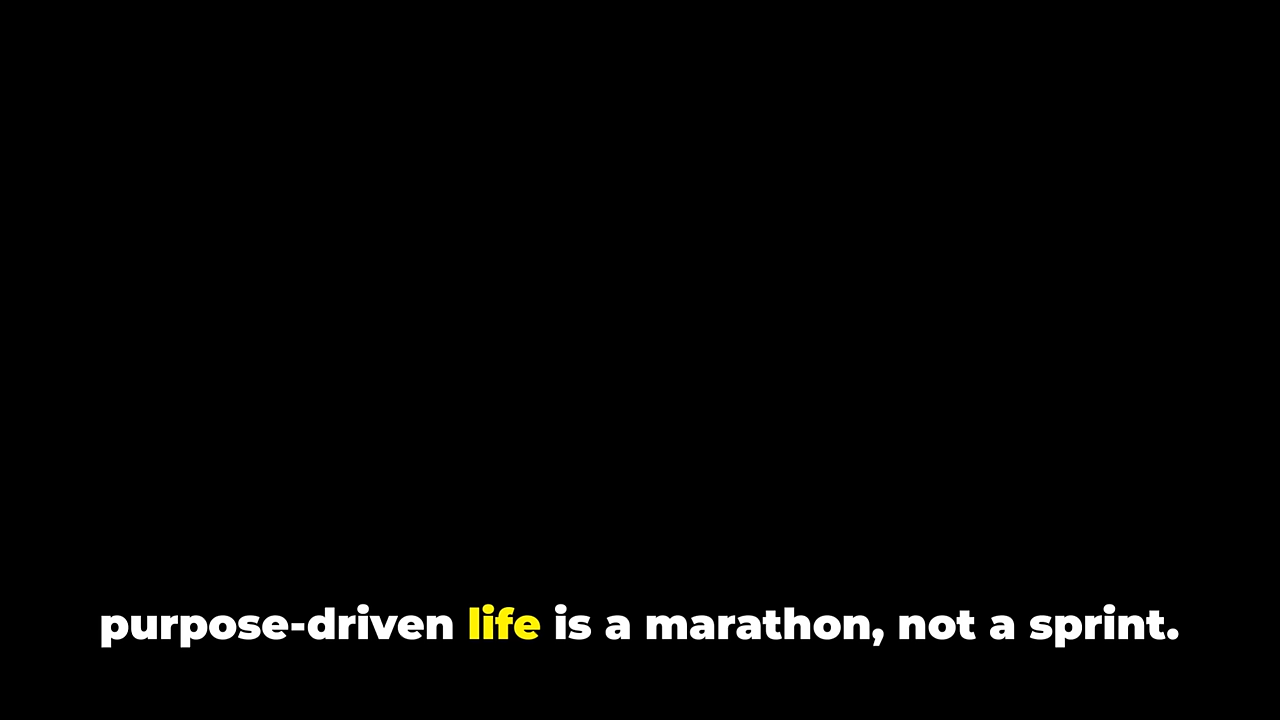 purpose-driven life is a marathon, not a sprint.